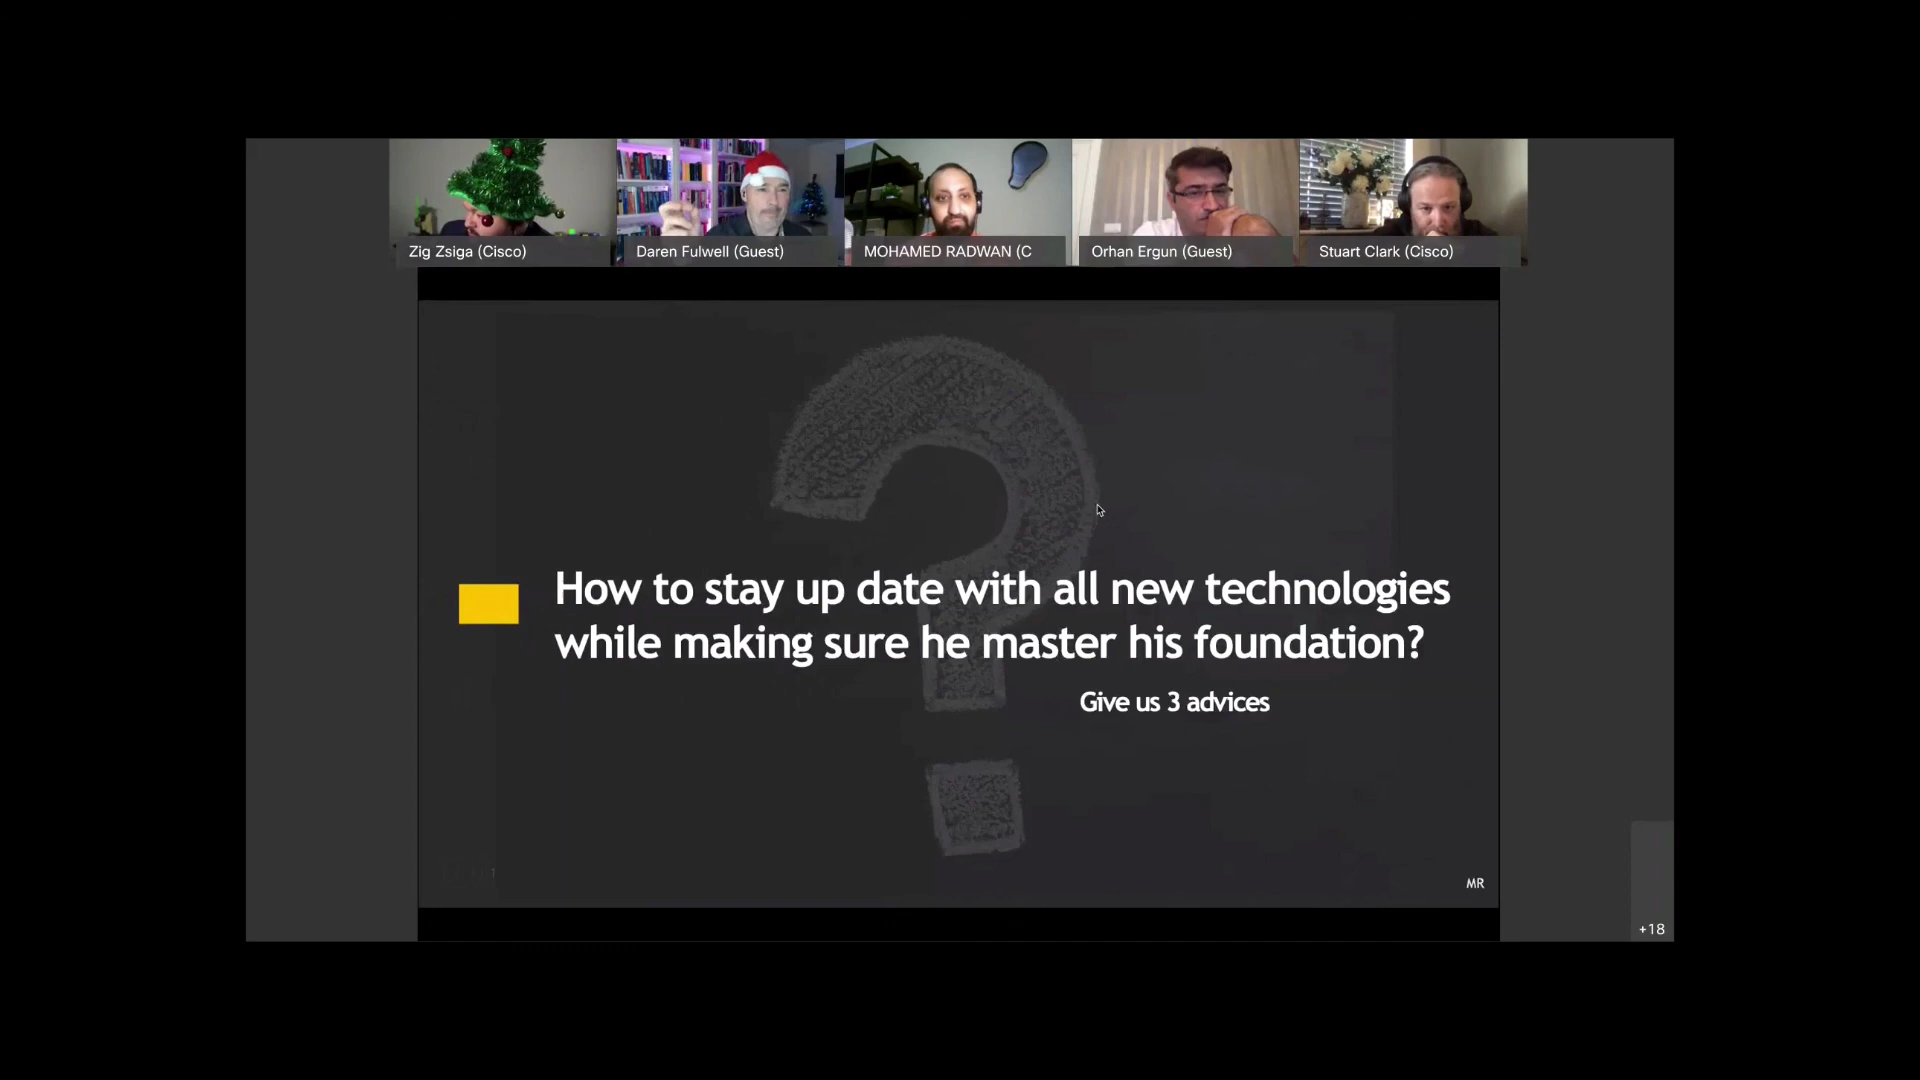 Zig Zsiga (Cisco)
Daren Fulwell (Guest)
MOHAMED RADWAN (C
Orhan Ergun (Guest)
Stuart Clark (Cisco)
How to stay up date with all new technologies
while making sure he master his foundation?
Give us 3 advices
1
MR
+18